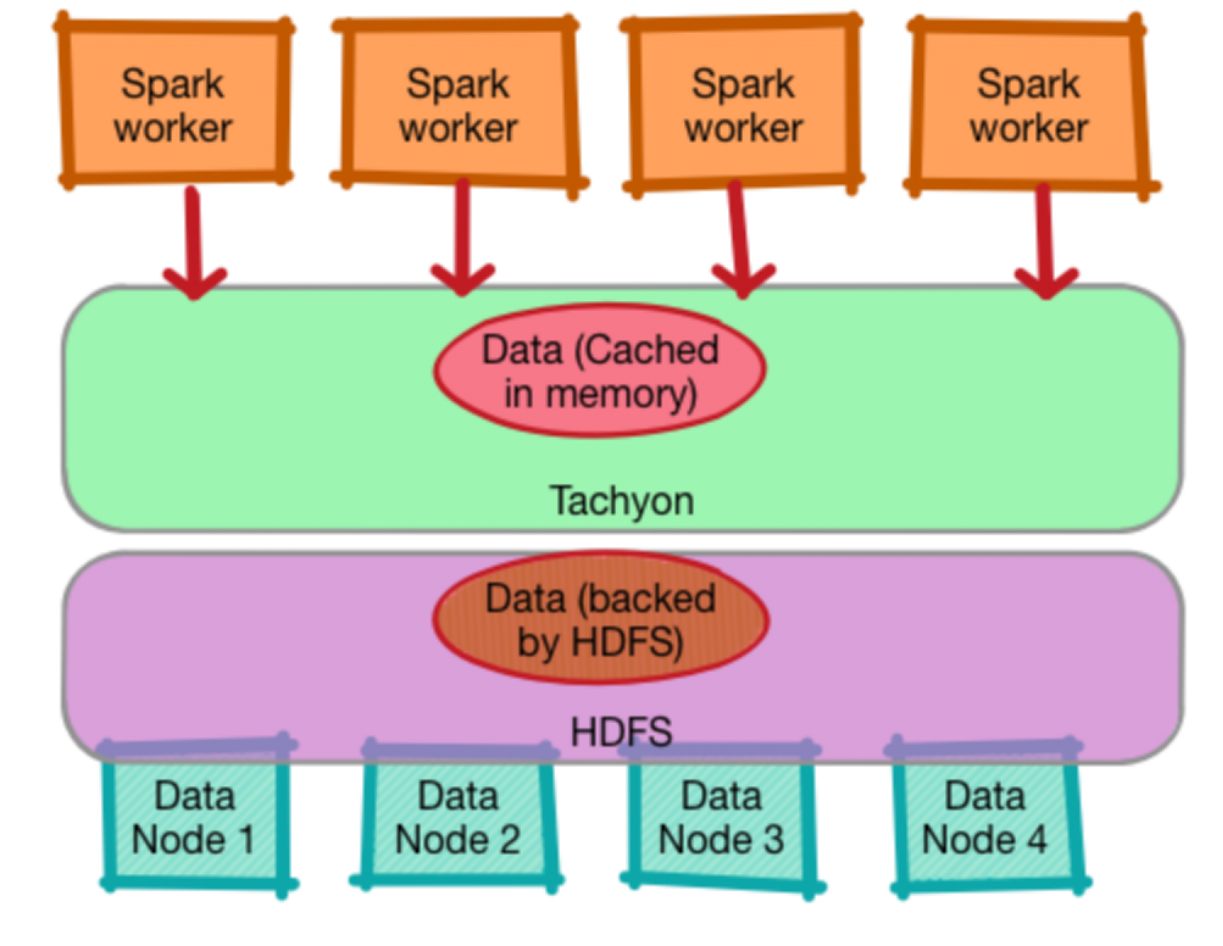 Spark
worker
Spark
worker
Spark
worker
Spark
worker
Data (Cached
in memory)
Tachyon
Data (backed
by HDFS)
HDFS
Data
Node 1
Data
Node 2
Data
Node 3
Data
Node 4